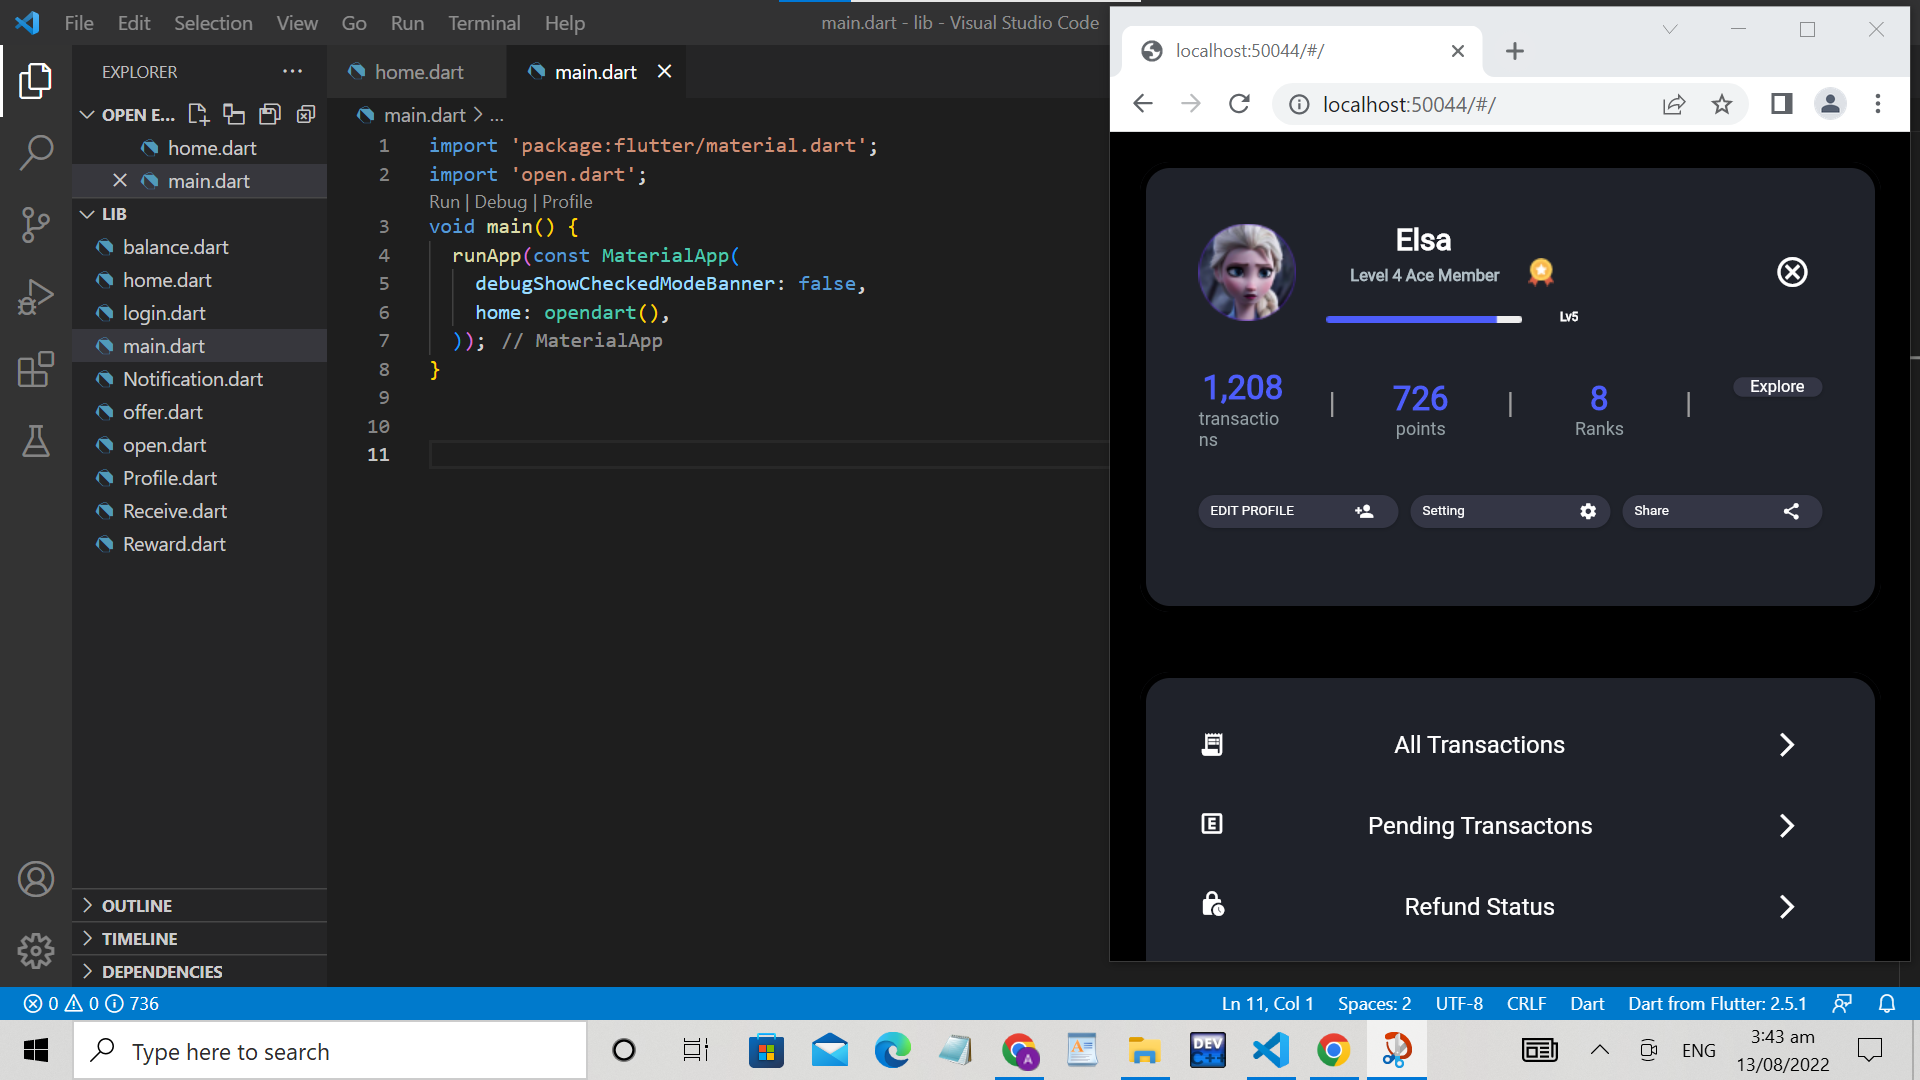 File Edit Selection View Go Run Terminal Help
main.dart - lib - Visual Studio Code
EXPLORER
OPEN E...
home.dart
main.dart
LIB
balance.dart
home.dart
login.dart
main.dart
Notification.dart
offer.dart
open.dart
Profile.dart
Receive.dart
Reward.dart
OUTLINE
TIMELINE
DEPENDENCIES
home.dart main.dart
main.dart > ...
1 import 'package:flutter/material.dart';
2 import 'open.dart';
Run | Debug | Profile
3 void main() {
4 runApp(const MaterialApp(
5 debugShowCheckedModeBanner: false,
6 home: opendart(),
7 )); // MaterialApp
8 }
9
10
11
localhost:50044/#/
localhost:50044/#/
Elsa
Level 4 Ace Member
Lv5
1,208 | 726 | 8 | Explore
transactio
ns
points
Ranks
EDIT PROFILE Setting Share
All Transactions
E Pending Transactons
Refund Status
0 0 736
Ln 11, Col 1 Spaces: 2 UTF-8 CRLF Dart Dart from Flutter: 2.5.1
Type here to search
A
DEV
C++
ENG
3:43 am
13/08/2022